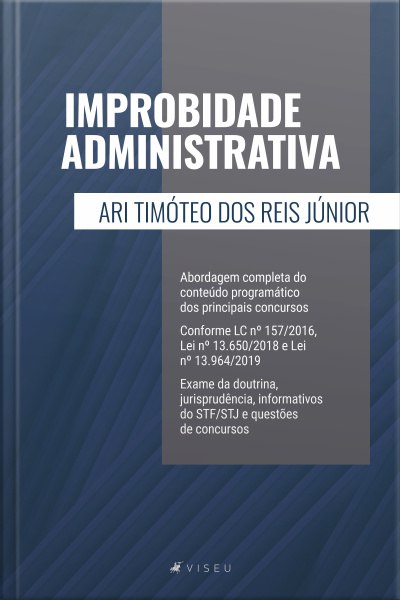 IMPROBIDADE
ADMINISTRATIVA
ARI TIMÓTEO DOS REIS JÚNIOR
Abordagem completa do
conteúdo programático
dos principais concursos
Conforme LC nº 157/2016,
Lei nº 13.650/2018 e Lei
nº 13.964/2019
Exame da doutrina,
jurisprudência, informativos
do STF/STJ e questões
de concursos
VISEU